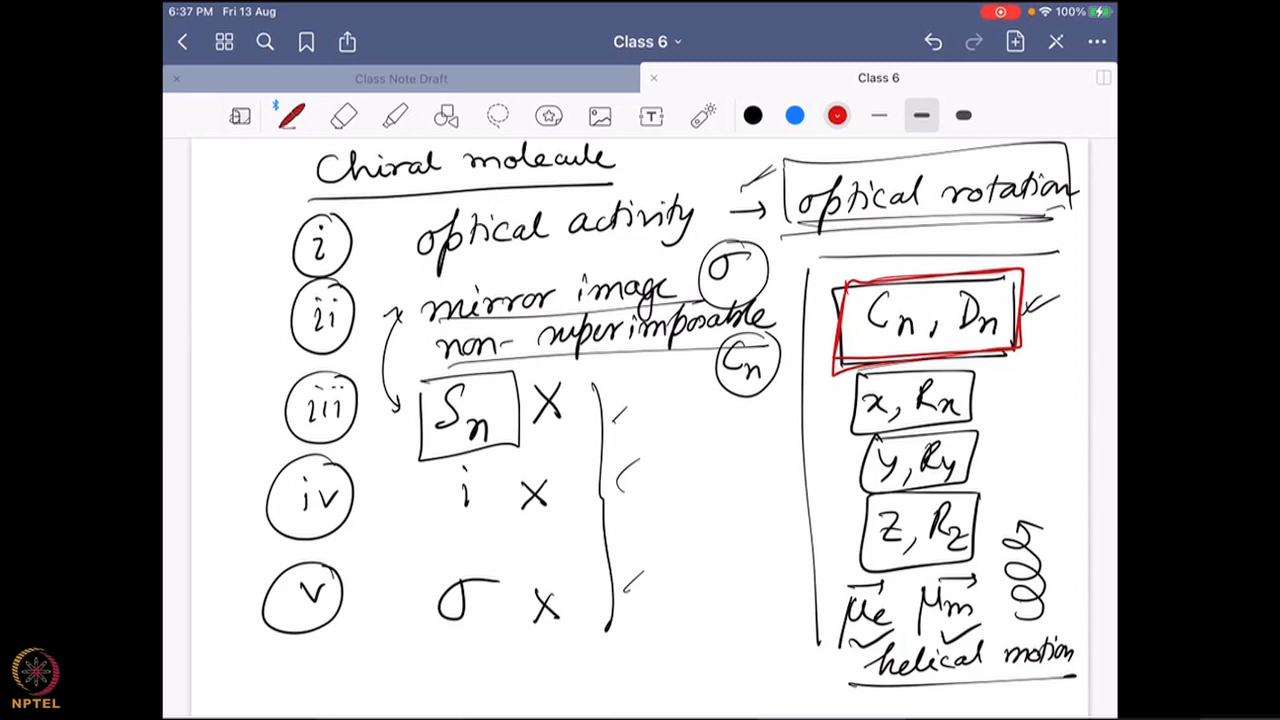 6:37 PM Fri 13 Aug
100%
Class 6
Class Note Draft
Class 6
T
Chiral molecule
i optical activity → optical rotation
ii mirror image σ
non-superimposable Cn
iii Sn X
iv i X
v σ X
Cn, Dn
x, Rx
y, Ry
z, Rz
μe μm
helical motion
NPTEL